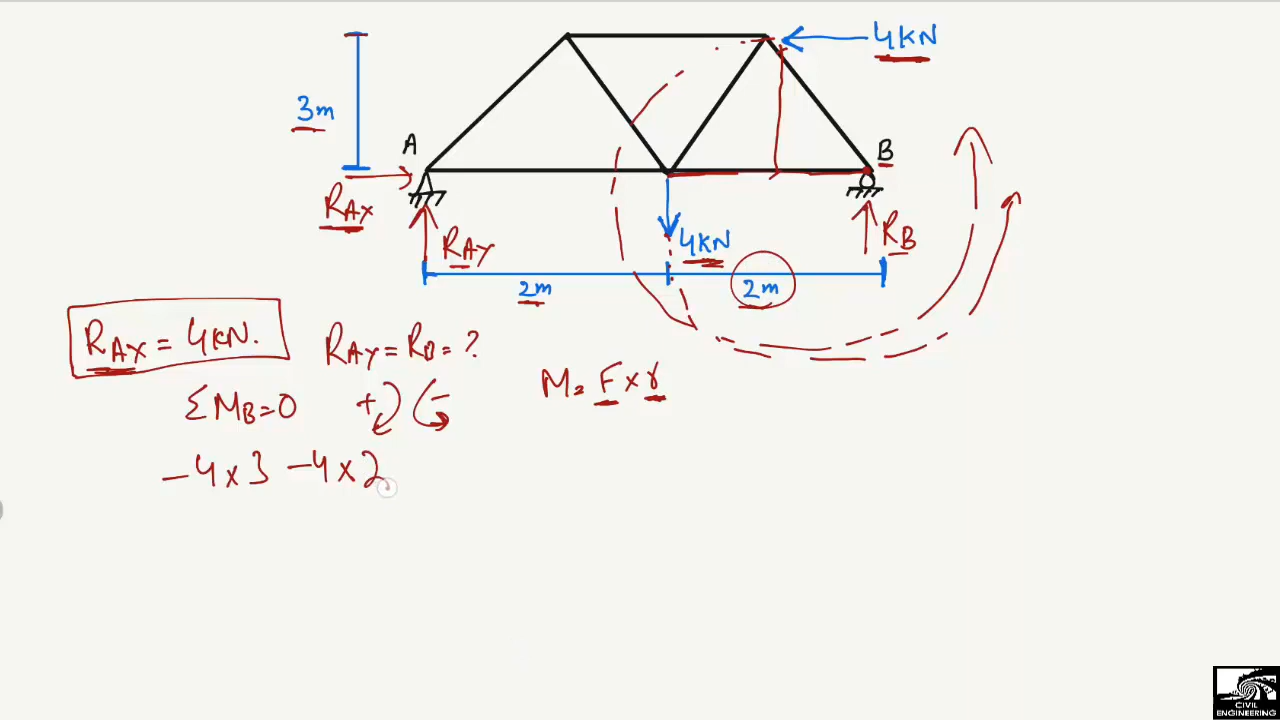 4KN
3m
A
B
RAX
RAY
4KN
RB
2m
2m
RAX = 4KN.
RAY = RB = ?
ΣMB=0
+
−
M = F × r
−4×3 −4×2
CIVIL
ENGINEERING